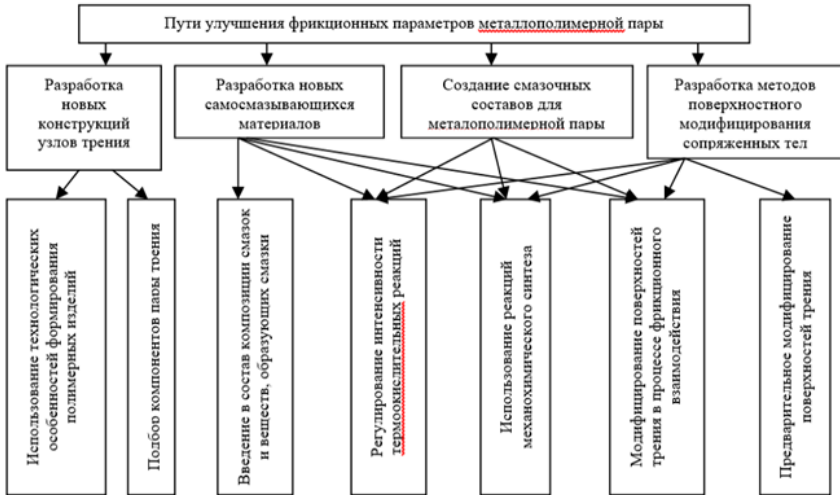 Пути улучшения фрикционных параметров металлополимерной пары
Разработка
новых
конструкций
узлов трения
Разработка новых
самосмазывающихся
материалов
Создание смазочных
составов для
металополимерной пары
Разработка методов
поверхностного
модифицирования
сопряженных тел
Использование технологических
особенностей формирования
полимерных изделий
Подбор компонентов пары трения
Введение в состав композиции смазок
и веществ, образующих смазки
Регулирование интенсивности
термоокислительных реакций
Использование реакций
механохимического синтеза
Модифицирование поверхностей
трения в процессе фрикционного
взаимодействия
Предварительное модифицирование
поверхностей трения